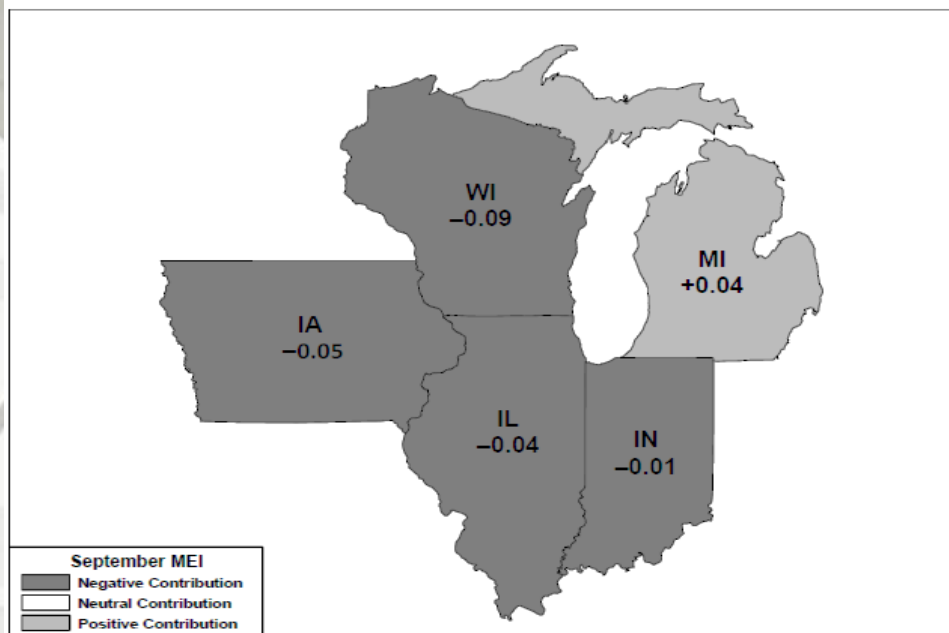 WI
–0.09
MI
+0.04
IA
–0.05
IL
–0.04
IN
–0.01
September MEI
Negative Contribution
Neutral Contribution
Positive Contribution